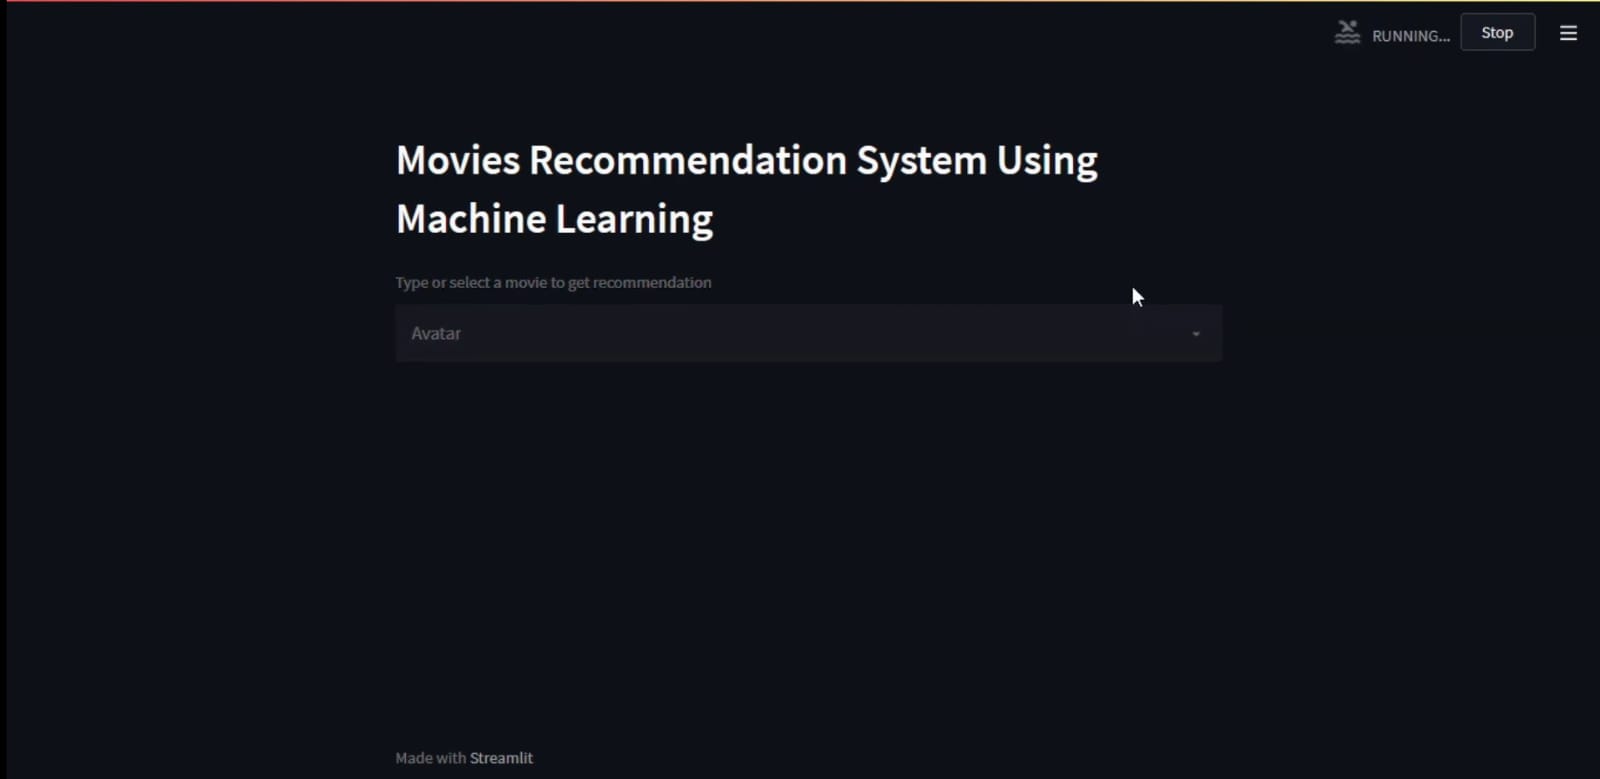 RUNNING...
Stop
Movies Recommendation System Using
Machine Learning
Type or select a movie to get recommendation
Avatar
Made with Streamlit